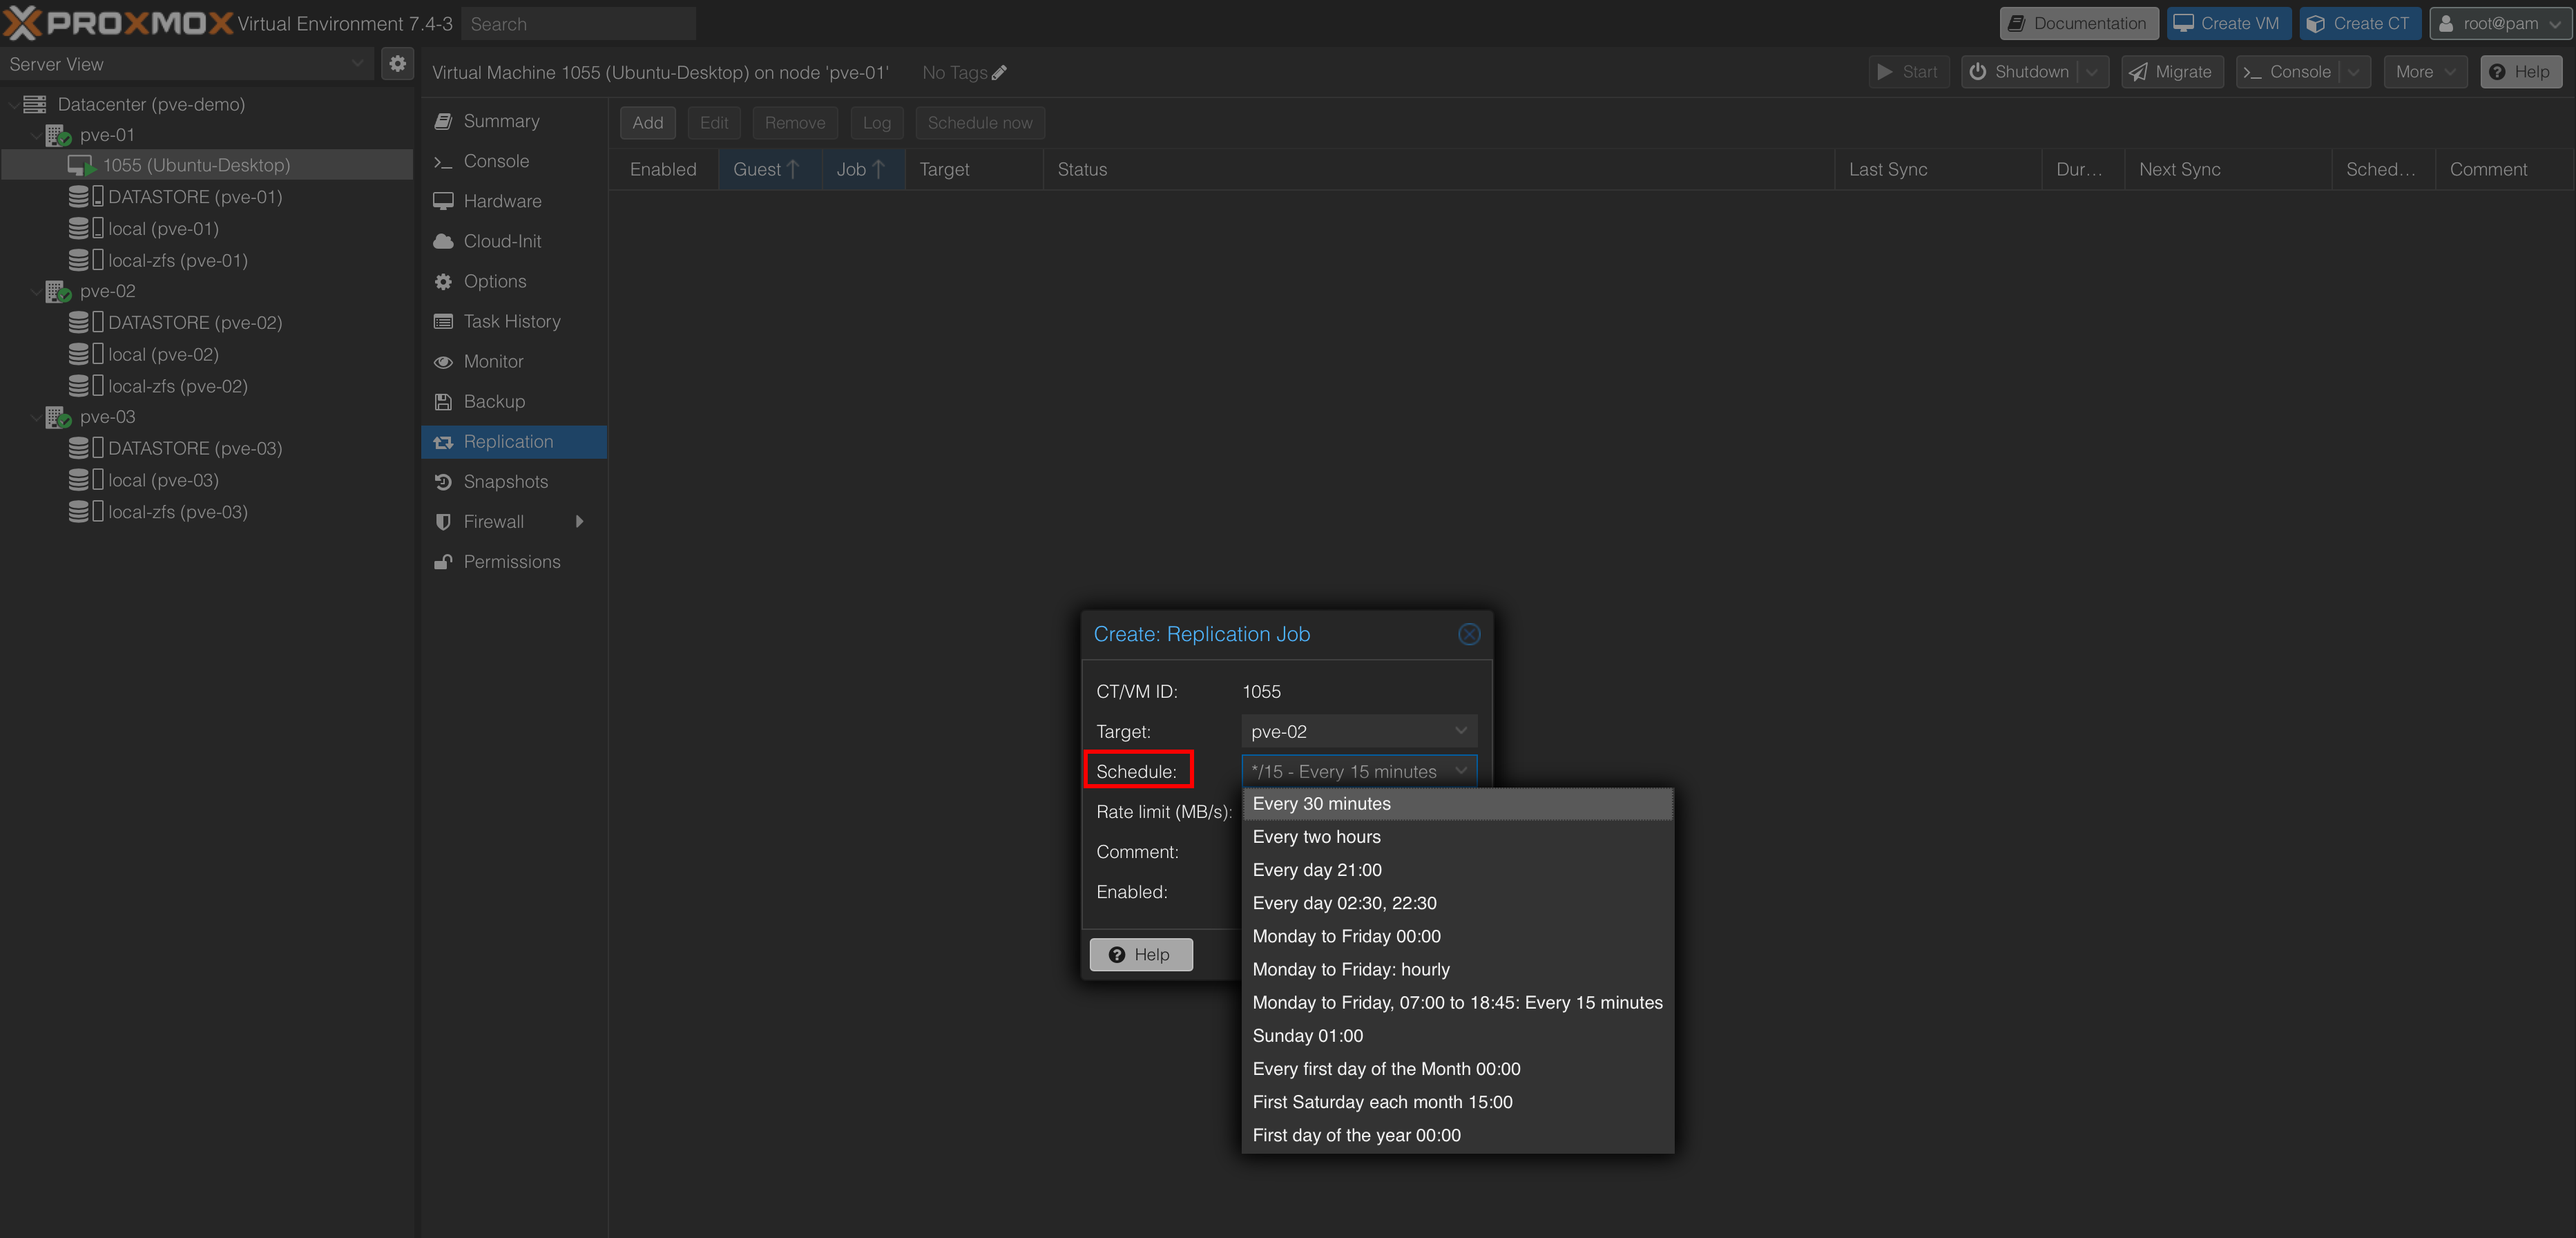 PROXMOX Virtual Environment 7.4-3 Search Documentation Create VM Create CT root@pam
Server View
Virtual Machine 1055 (Ubuntu-Desktop) on node 'pve-01' No Tags Start Shutdown Migrate Console More Help
Datacenter (pve-demo)
pve-01
1055 (Ubuntu-Desktop)
DATASTORE (pve-01)
local (pve-01)
local-zfs (pve-01)
pve-02
DATASTORE (pve-02)
local (pve-02)
local-zfs (pve-02)
pve-03
DATASTORE (pve-03)
local (pve-03)
local-zfs (pve-03)
Summary
Console
Hardware
Cloud-Init
Options
Task History
Monitor
Backup
Replication
Snapshots
Firewall
Permissions
Add Edit Remove Log Schedule now
Enabled Guest Job Target Status Last Sync Dur... Next Sync Sched... Comment
Create: Replication Job
CT/VM ID: 1055
Target: pve-02
Schedule: */15 - Every 15 minutes
Rate limit (MB/s):
Comment:
Enabled:
Help
Every 30 minutes
Every two hours
Every day 21:00
Every day 02:30, 22:30
Monday to Friday 00:00
Monday to Friday: hourly
Monday to Friday, 07:00 to 18:45: Every 15 minutes
Sunday 01:00
Every first day of the Month 00:00
First Saturday each month 15:00
First day of the year 00:00